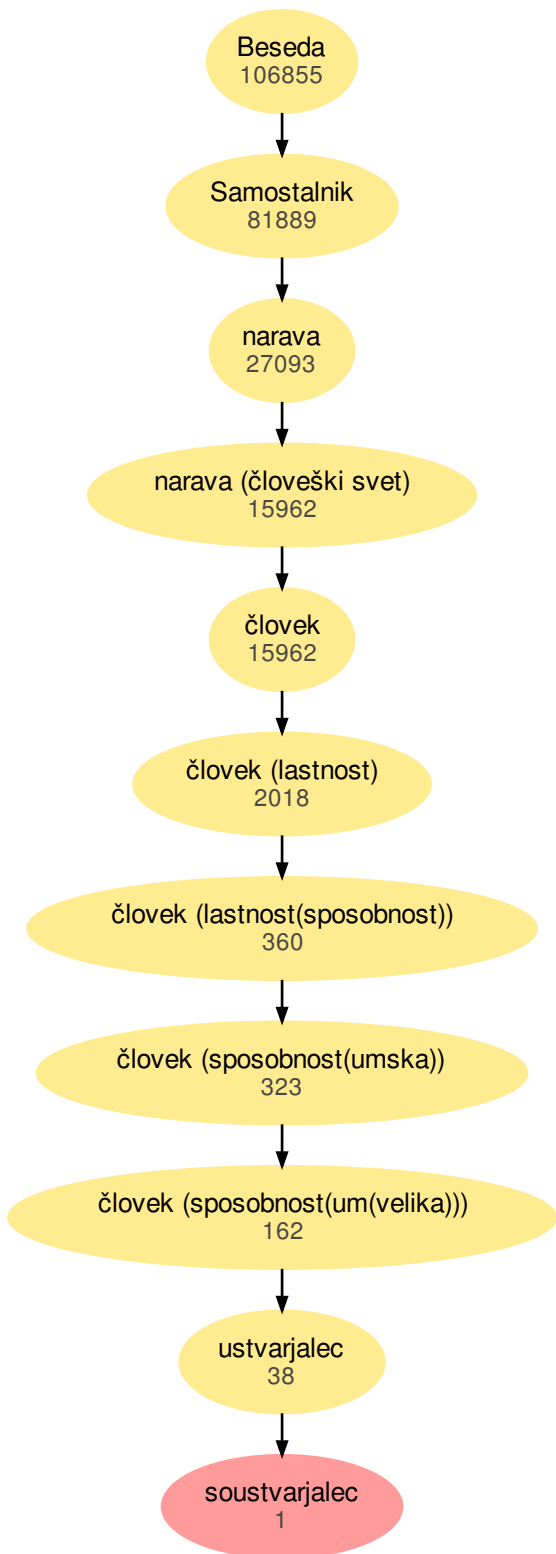 Beseda
106855
Samostalnik
81889
narava
27093
narava (človeški svet)
15962
človek
15962
človek (lastnost)
2018
človek (lastnost(sposobnost))
360
človek (sposobnost(umska))
323
človek (sposobnost(um(velika)))
162
ustvarjalec
38
soustvarjalec
1